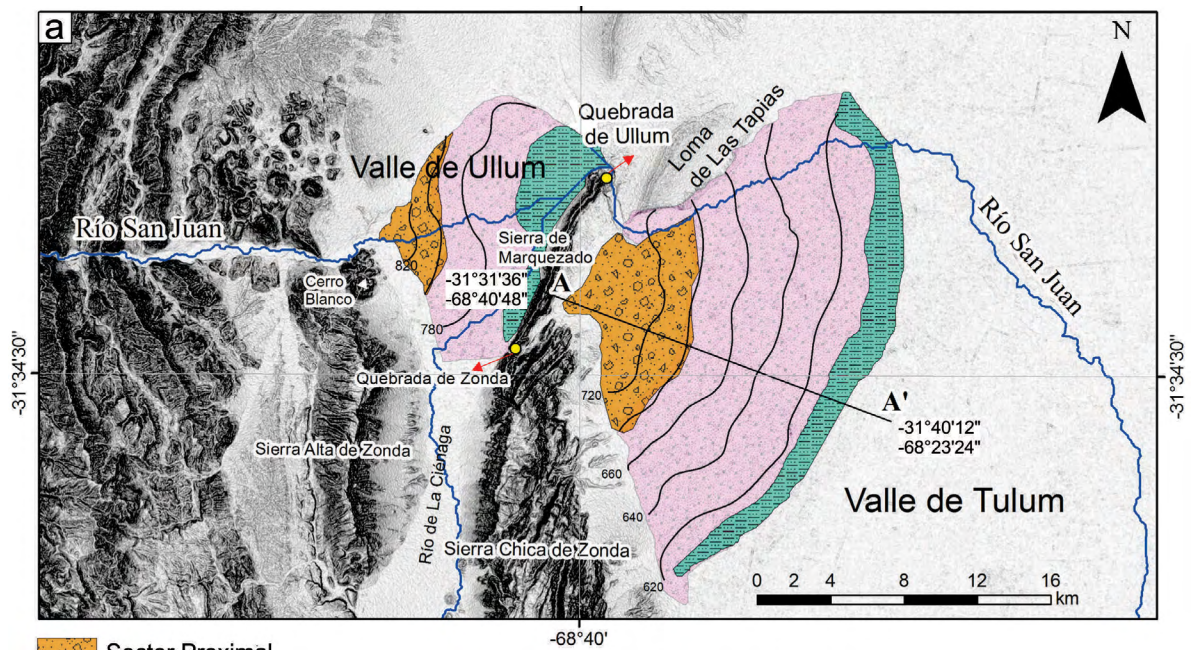 a
N
Quebrada
de Ullum
Loma
de Las Tapias
Valle de Ullum
Río San Juan
Río San Juan
Sierra de
Marquezado
820
Cerro
Blanco
-31°31'36"
-68°40'48"
A
780
-31°34'30"
-31°34'30"
Quebrada de Zonda
720
A'
-31°40'12"
-68°23'24"
Sierra Alta de Zonda
Río de La Ciénaga
660
Valle de Tulum
640
Sierra Chica de Zonda
620
0 2 4 8 12 16
km
-68°40'
Sector Proximal